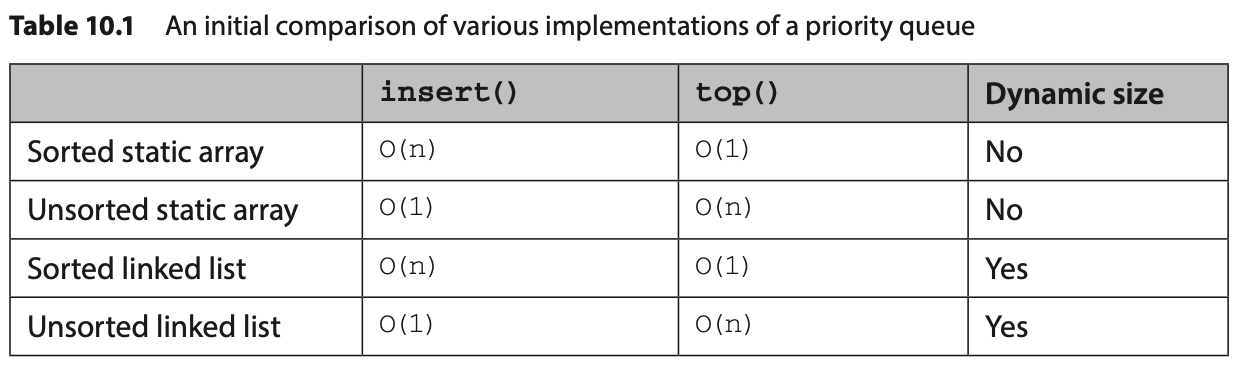 Table 10.1 An initial comparison of various implementations of a priority queue
insert() top() Dynamic size
Sorted static array O(n) O(1) No
Unsorted static array O(1) O(n) No
Sorted linked list O(n) O(1) Yes
Unsorted linked list O(1) O(n) Yes